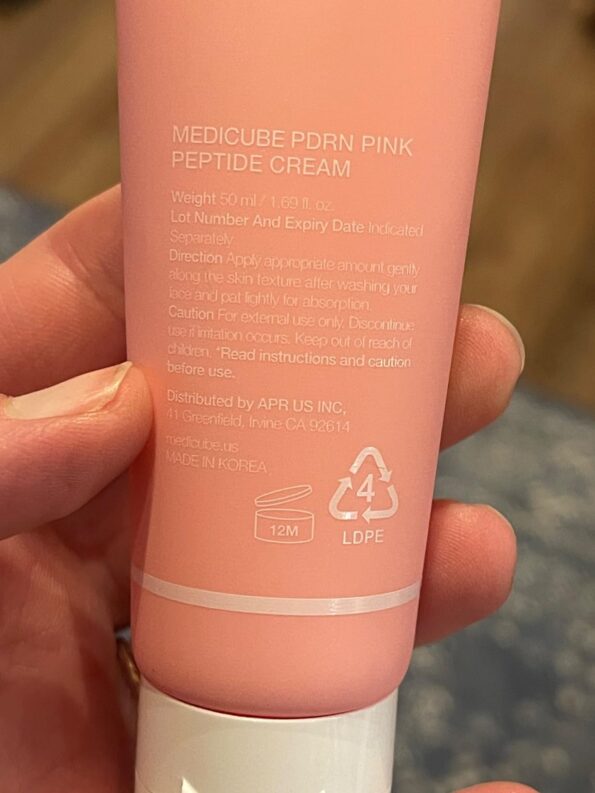 MEDICUBE PDRN PINK
PEPTIDE CREAM
Weight 50 ml / 1.69 fl. oz.
Lot Number And Expiry Date Indicated
Separately.
Direction Apply appropriate amount gently
along the skin texture after washing your
face and pat lightly for absorption.
Caution For external use only. Discontinue
use if irritation occurs. Keep out of reach of
children. *Read instructions and caution
before use.
Distributed by APR US INC,
41 Greenfield, Irvine CA 92614
medicube.us
MADE IN KOREA
12M
4
LDPE